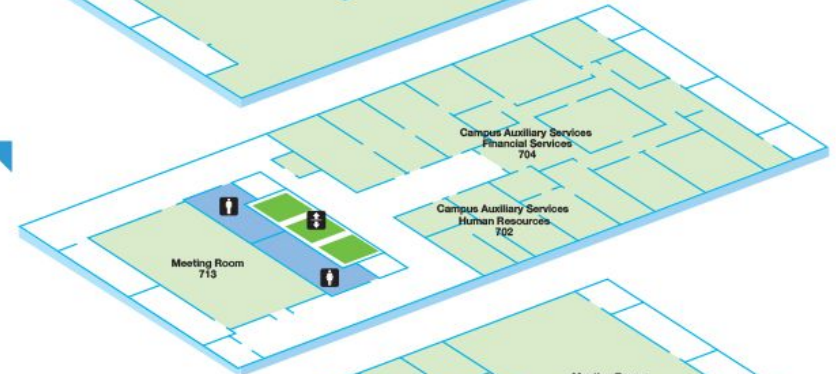 Campus Auxiliary Services
Financial Services
704
Campus Auxiliary Services
Human Resources
702
Meeting Room
713